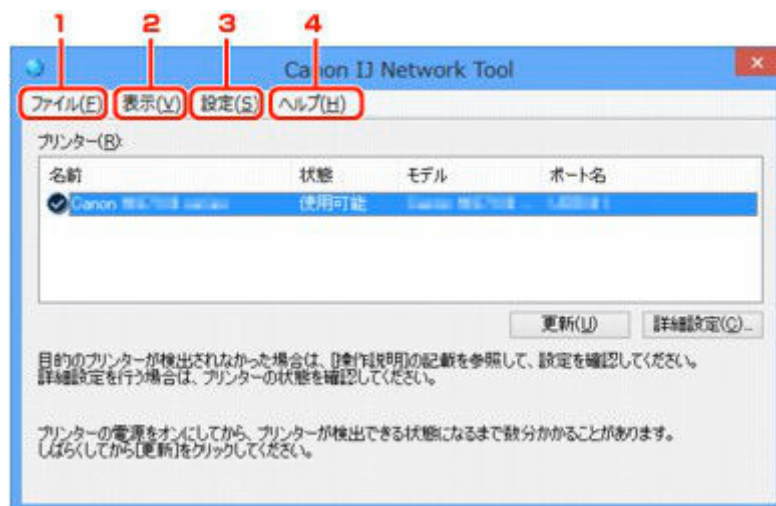 1 2 3 4
Canon IJ Network Tool
ファイル(F) 表示(V) 設定(S) ヘルプ(H)
プリンター(R):
名前 状態 モデル ポート名
Canon 使用可能
更新(U) 詳細設定(C)...
目的のプリンターが検出されなかった場合は、[操作説明]の記載を参照して、設定を確認してください。
詳細設定を行う場合は、プリンターの状態を確認してください。
プリンターの電源をオンにしてから、プリンターが検出できる状態になるまで数分かかることがあります。
しばらくしてから[更新]をクリックしてください。